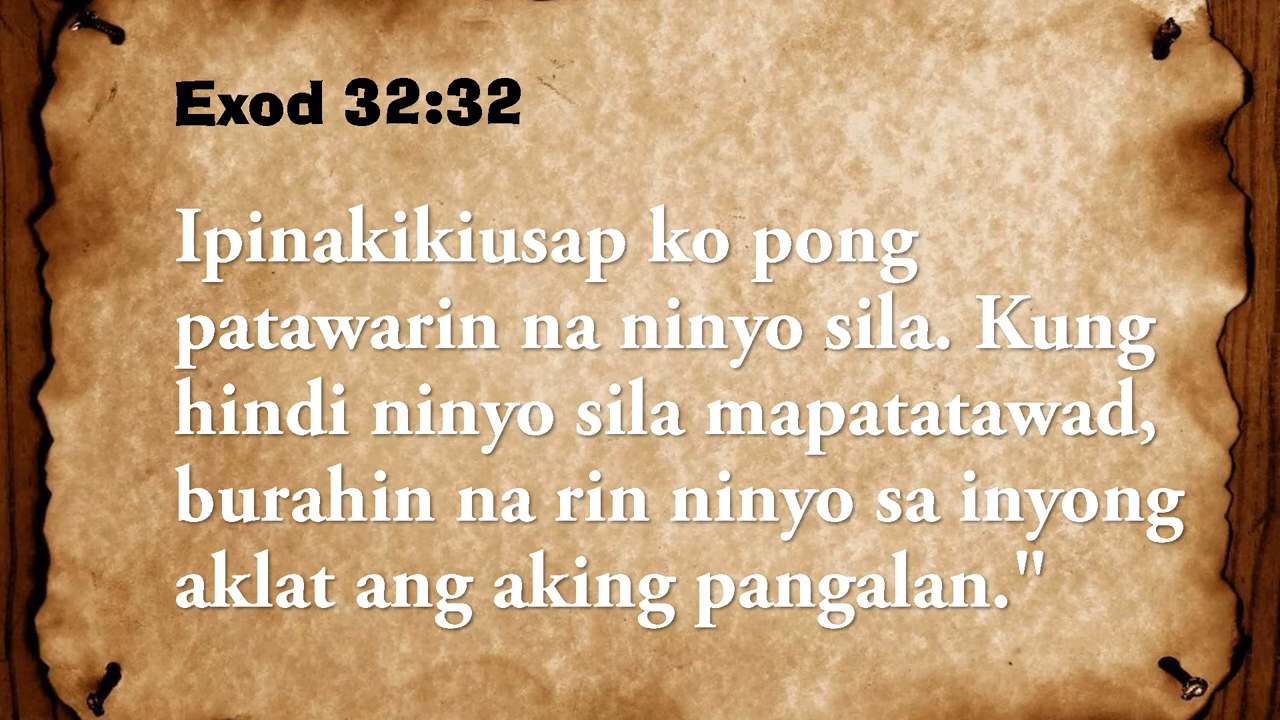 Exod 32:32
Ipinakikiusap ko pong
patawarin na ninyo sila. Kung
hindi ninyo sila mapatatawad,
burahin na rin ninyo sa inyong
aklat ang aking pangalan."